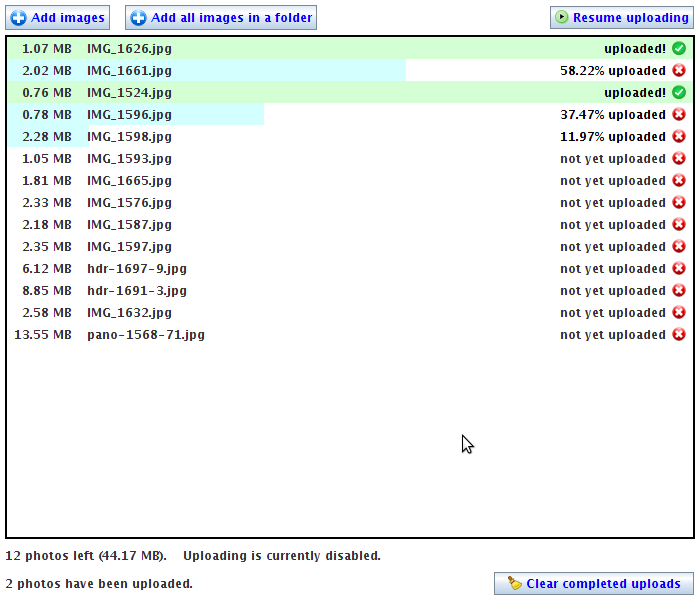 Add images Add all images in a folder Resume uploading
1.07 MB IMG_1626.jpg uploaded!
2.02 MB IMG_1661.jpg 58.22% uploaded
0.76 MB IMG_1524.jpg uploaded!
0.78 MB IMG_1596.jpg 37.47% uploaded
2.28 MB IMG_1598.jpg 11.97% uploaded
1.05 MB IMG_1593.jpg not yet uploaded
1.81 MB IMG_1665.jpg not yet uploaded
2.33 MB IMG_1576.jpg not yet uploaded
2.18 MB IMG_1587.jpg not yet uploaded
2.35 MB IMG_1597.jpg not yet uploaded
6.12 MB hdr-1697-9.jpg not yet uploaded
8.85 MB hdr-1691-3.jpg not yet uploaded
2.58 MB IMG_1632.jpg not yet uploaded
13.55 MB pano-1568-71.jpg not yet uploaded
12 photos left (44.17 MB). Uploading is currently disabled.
2 photos have been uploaded. Clear completed uploads